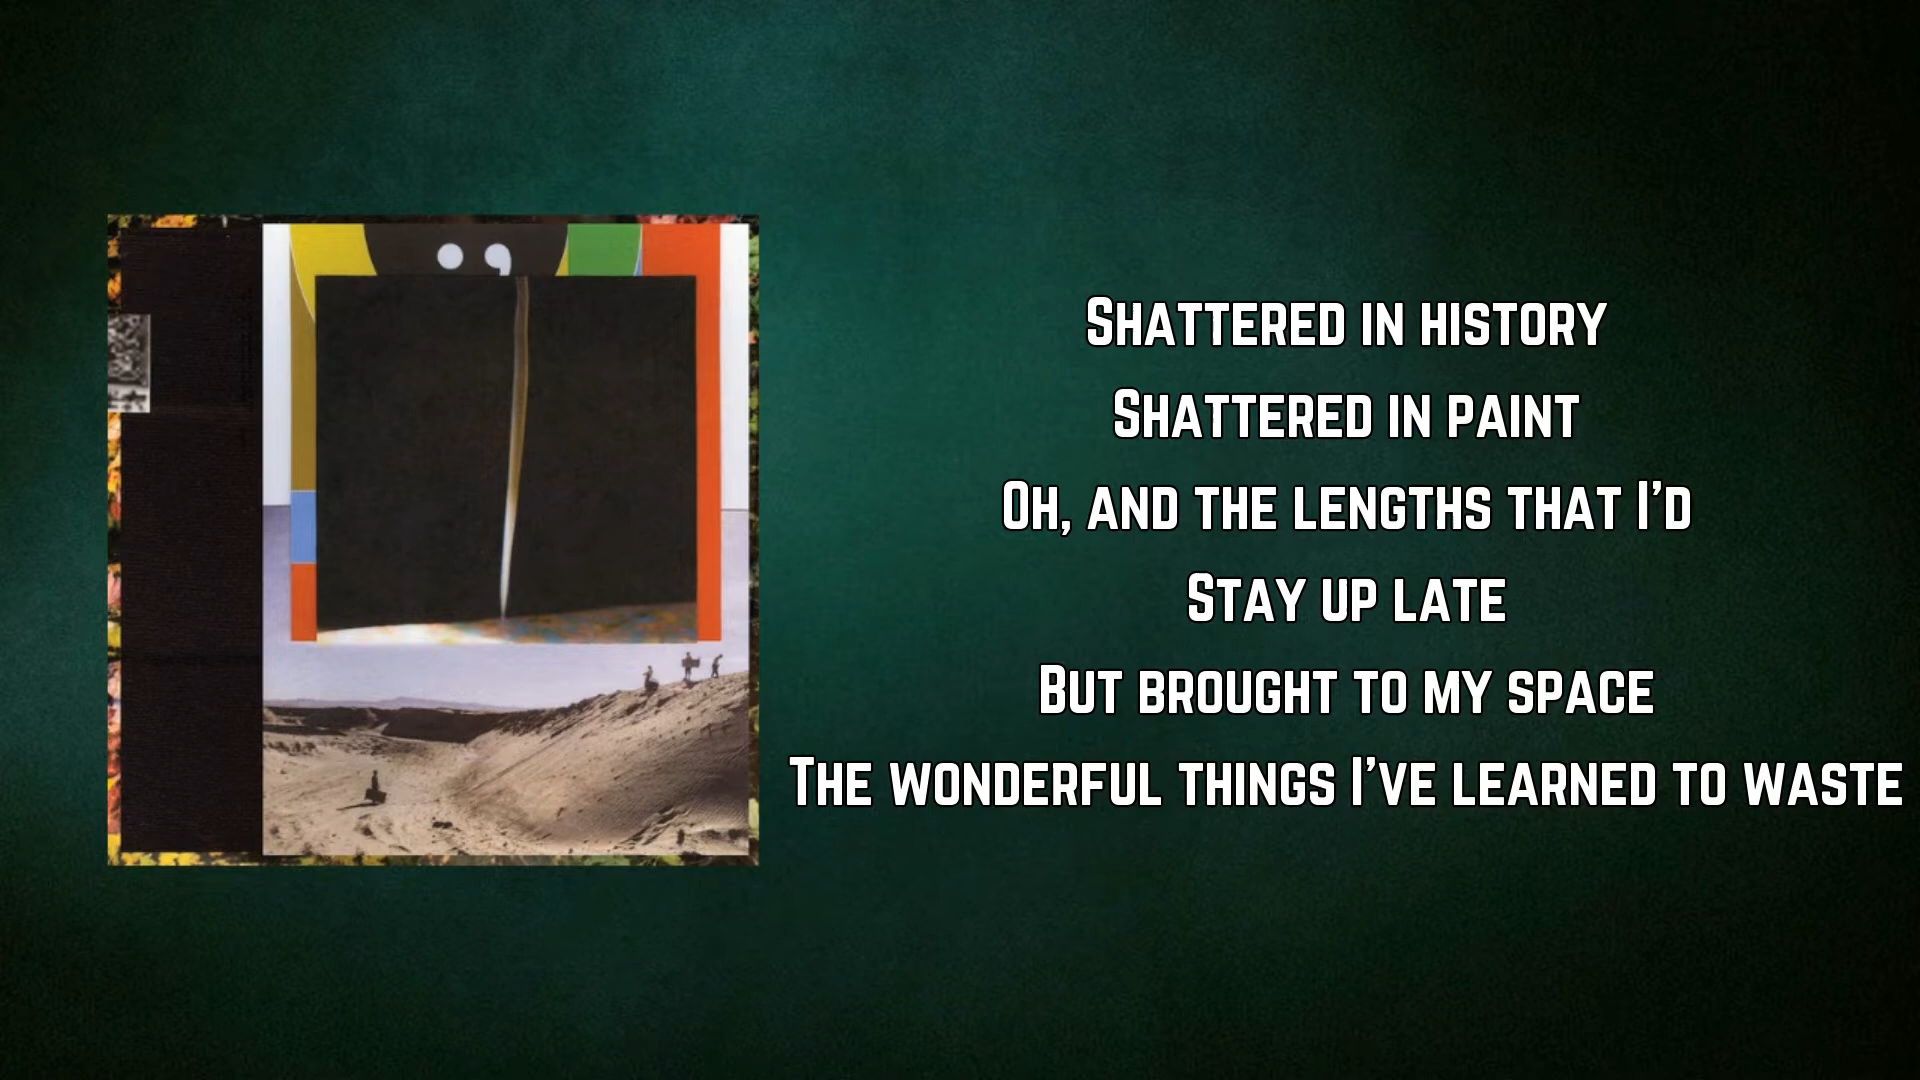 Shattered in history
Shattered in paint
Oh, and the lengths that I'd
Stay up late
But brought to my space
The wonderful things I've learned to waste